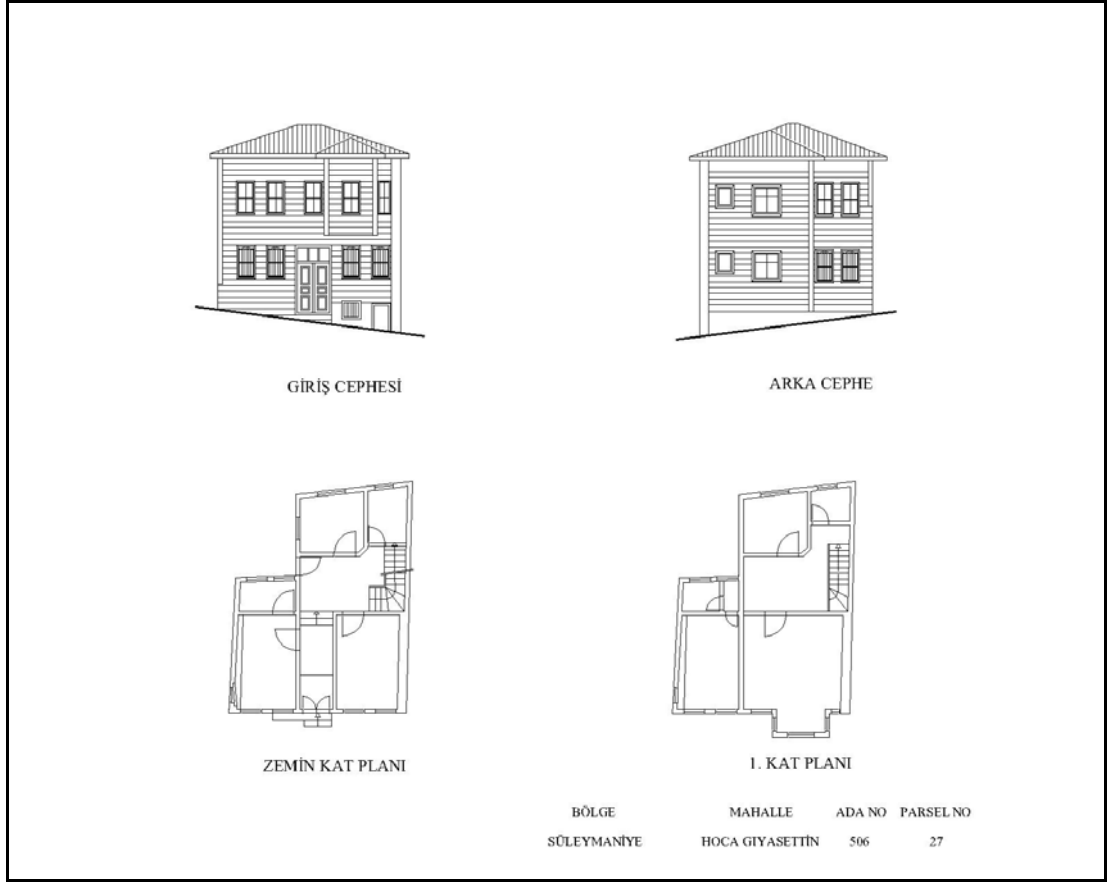 GİRİŞ CEPHESİ
ARKA CEPHE
ZEMİN KAT PLANI
1. KAT PLANI
BÖLGE MAHALLE ADA NO PARSEL NO
SÜLEYMANİYE HOCA GIYASETTİN 506 27